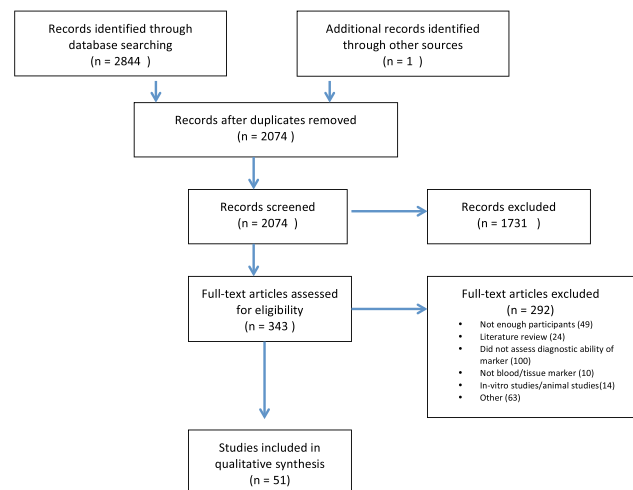 Records identified through
database searching
(n = 2844 )
Additional records identified
through other sources
(n = 1 )
Records after duplicates removed
(n = 2074 )
Records screened
(n = 2074 )
Records excluded
(n = 1731 )
Full-text articles assessed
for eligibility
(n = 343 )
Full-text articles excluded
(n = 292)
• Not enough participants (49)
• Literature review (24)
• Did not assess diagnostic ability of
marker (100)
• Not blood/tissue marker (10)
• In-vitro studies/animal studies(14)
• Other (63)
Studies included in
qualitative synthesis
(n = 51)